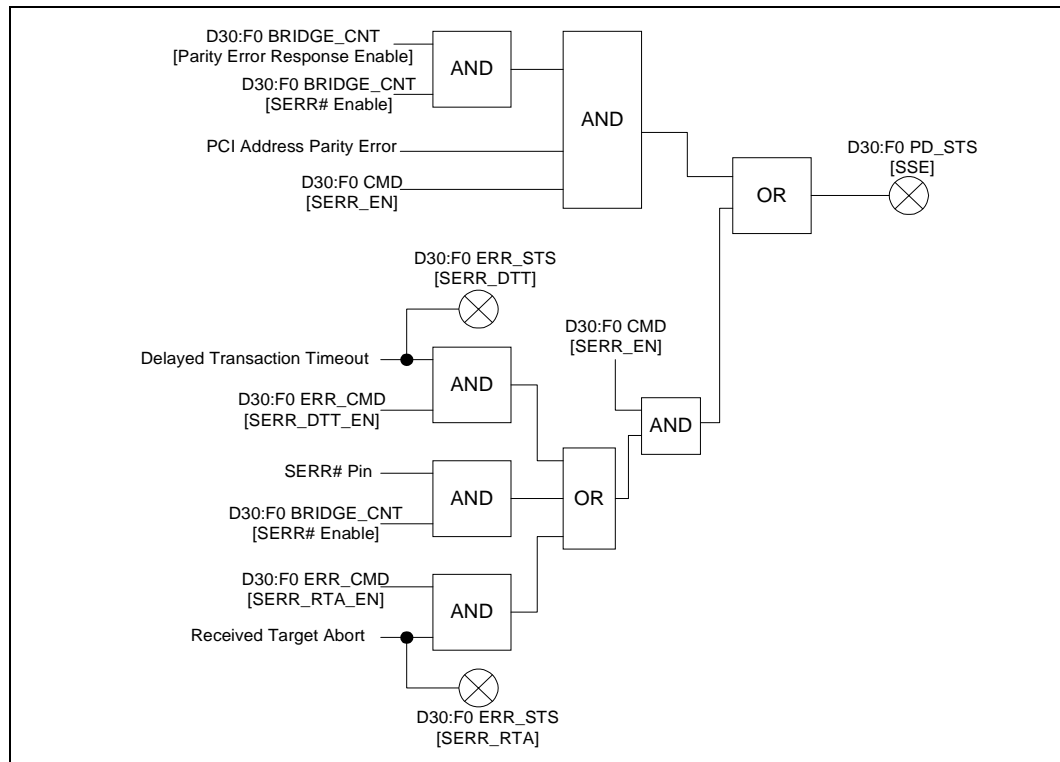 D30:F0 BRIDGE_CNT
[Parity Error Response Enable]
AND
D30:F0 BRIDGE_CNT
[SERR# Enable]
AND
PCI Address Parity Error
D30:F0 CMD
[SERR_EN]
OR
D30:F0 PD_STS
[SSE]
D30:F0 ERR_STS
[SERR_DTT]
Delayed Transaction Timeout
AND
D30:F0 ERR_CMD
[SERR_DTT_EN]
D30:F0 CMD
[SERR_EN]
AND
SERR# Pin
AND
OR
D30:F0 BRIDGE_CNT
[SERR# Enable]
D30:F0 ERR_CMD
[SERR_RTA_EN]
AND
Received Target Abort
D30:F0 ERR_STS
[SERR_RTA]